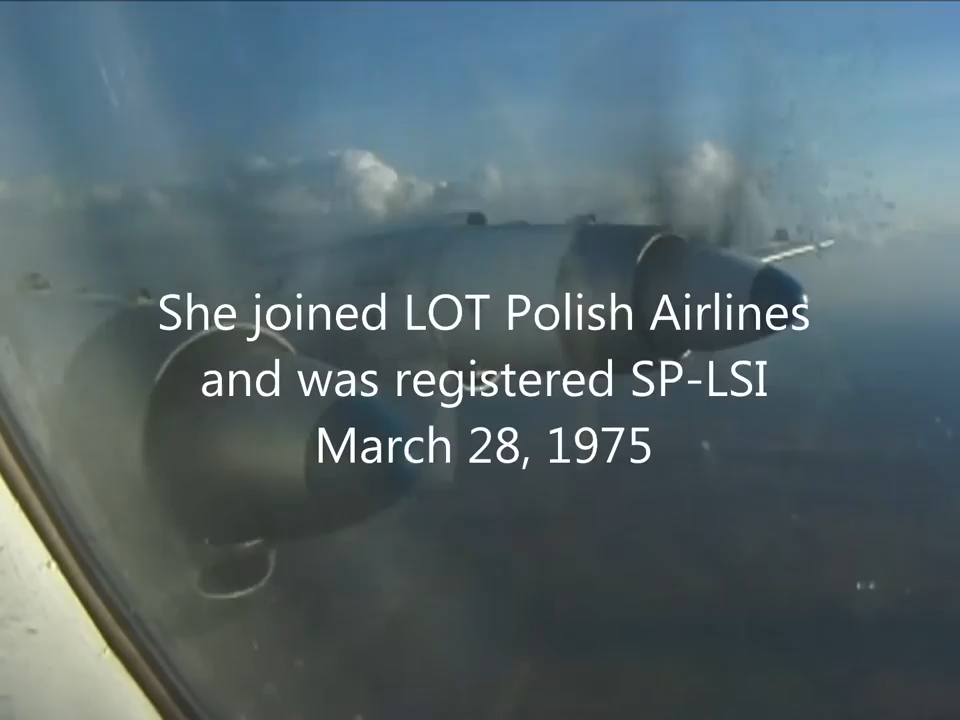 She joined LOT Polish Airlines
and was registered SP-LSI
March 28, 1975